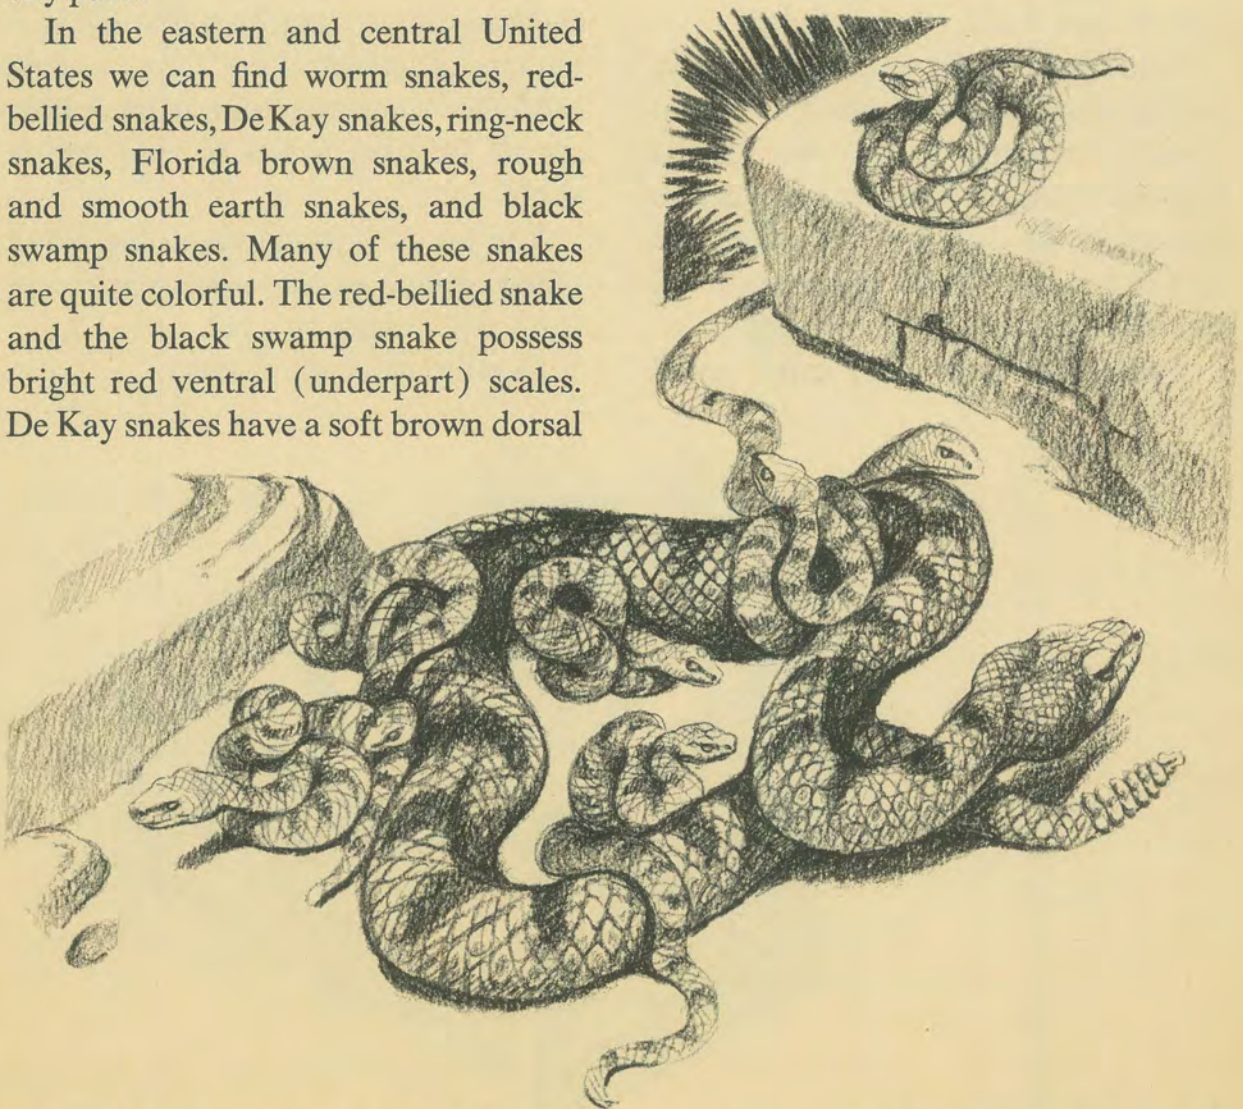 In the eastern and central United
States we can find worm snakes, red-
bellied snakes, De Kay snakes, ring-neck
snakes, Florida brown snakes, rough
and smooth earth snakes, and black
swamp snakes. Many of these snakes
are quite colorful. The red-bellied snake
and the black swamp snake possess
bright red ventral (underpart) scales.
De Kay snakes have a soft brown dorsal